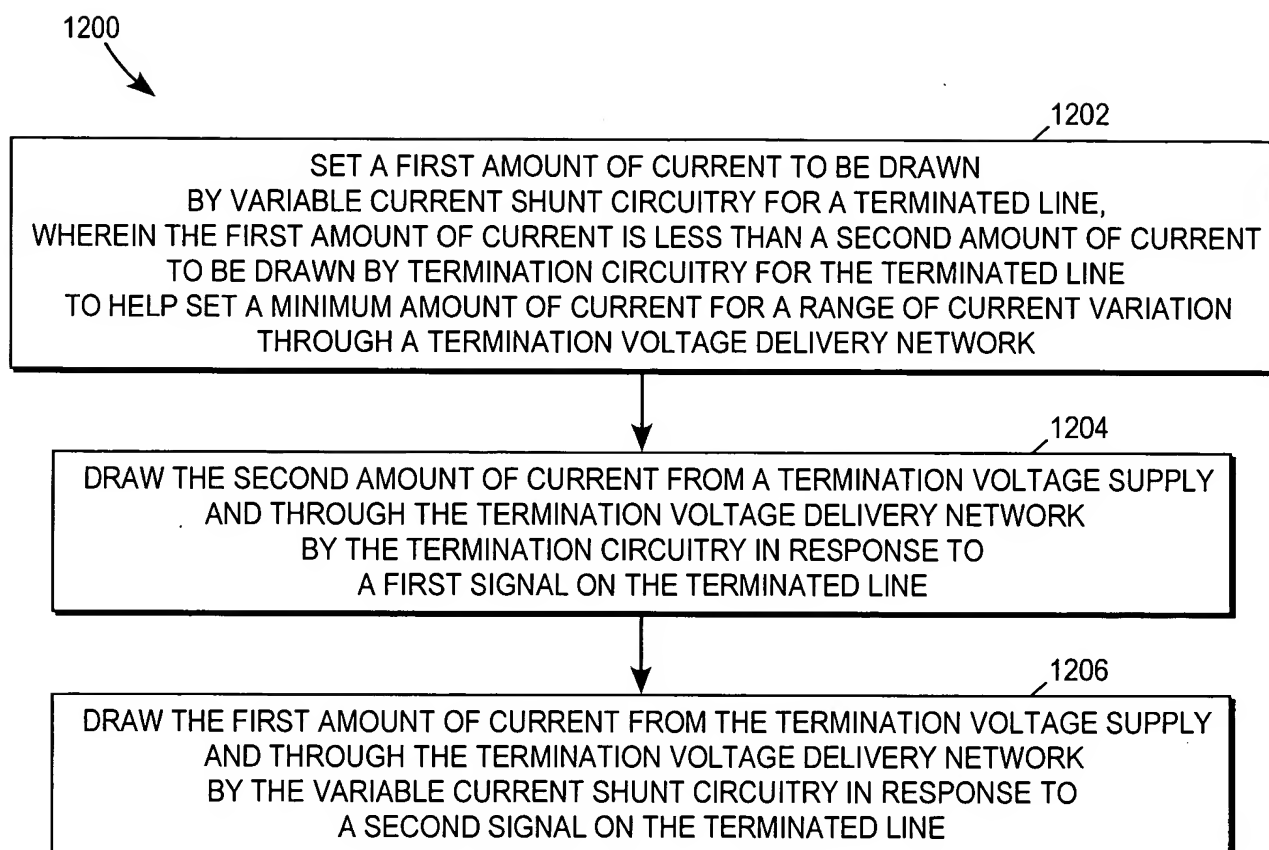 1200
1202
SET A FIRST AMOUNT OF CURRENT TO BE DRAWN
BY VARIABLE CURRENT SHUNT CIRCUITRY FOR A TERMINATED LINE,
WHEREIN THE FIRST AMOUNT OF CURRENT IS LESS THAN A SECOND AMOUNT OF CURRENT
TO BE DRAWN BY TERMINATION CIRCUITRY FOR THE TERMINATED LINE
TO HELP SET A MINIMUM AMOUNT OF CURRENT FOR A RANGE OF CURRENT VARIATION
THROUGH A TERMINATION VOLTAGE DELIVERY NETWORK
1204
DRAW THE SECOND AMOUNT OF CURRENT FROM A TERMINATION VOLTAGE SUPPLY
AND THROUGH THE TERMINATION VOLTAGE DELIVERY NETWORK
BY THE TERMINATION CIRCUITRY IN RESPONSE TO
A FIRST SIGNAL ON THE TERMINATED LINE
1206
DRAW THE FIRST AMOUNT OF CURRENT FROM THE TERMINATION VOLTAGE SUPPLY
AND THROUGH THE TERMINATION VOLTAGE DELIVERY NETWORK
BY THE VARIABLE CURRENT SHUNT CIRCUITRY IN RESPONSE TO
A SECOND SIGNAL ON THE TERMINATED LINE